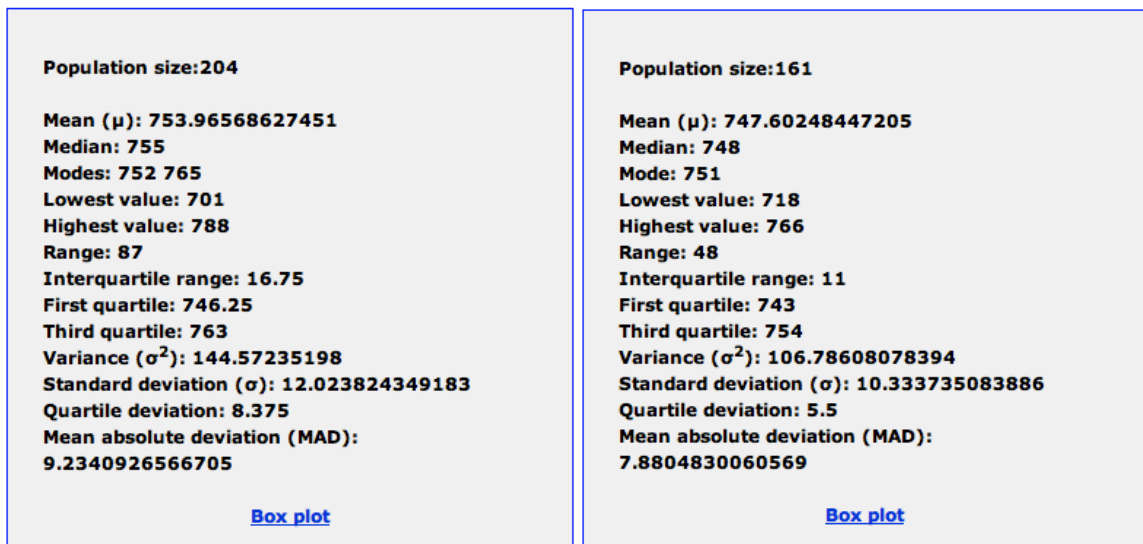 Population size:204
Mean (μ): 753.96568627451
Median: 755
Modes: 752 765
Lowest value: 701
Highest value: 788
Range: 87
Interquartile range: 16.75
First quartile: 746.25
Third quartile: 763
Variance (σ²): 144.57235198
Standard deviation (σ): 12.023824349183
Quartile deviation: 8.375
Mean absolute deviation (MAD):
9.2340926566705
Box plot
Population size:161
Mean (μ): 747.60248447205
Median: 748
Mode: 751
Lowest value: 718
Highest value: 766
Range: 48
Interquartile range: 11
First quartile: 743
Third quartile: 754
Variance (σ²): 106.78608078394
Standard deviation (σ): 10.333735083886
Quartile deviation: 5.5
Mean absolute deviation (MAD):
7.8804830060569
Box plot